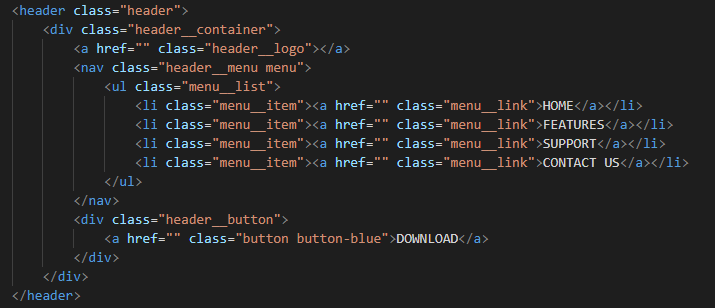 <header class="header">
<div class="header__container">
<a href="" class="header__logo"></a>
<nav class="header__menu menu">
<ul class="menu__list">
<li class="menu__item"><a href="" class="menu__link">HOME</a></li>
<li class="menu__item"><a href="" class="menu__link">FEATURES</a></li>
<li class="menu__item"><a href="" class="menu__link">SUPPORT</a></li>
<li class="menu__item"><a href="" class="menu__link">CONTACT US</a></li>
</ul>
</nav>
<div class="header__button">
<a href="" class="button button-blue">DOWNLOAD</a>
</div>
</div>
</header>